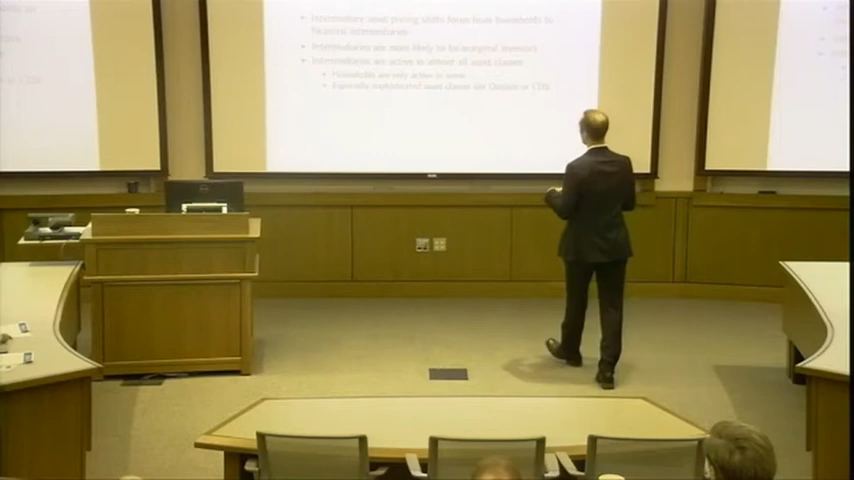 • Intermediary asset pricing shifts focus from households to
financial intermediaries
• Intermediaries are more likely to be marginal investors
• Intermediaries are active in almost all asset classes
• Households are only active in some
• Especially sophisticated asset classes like Options or CDS